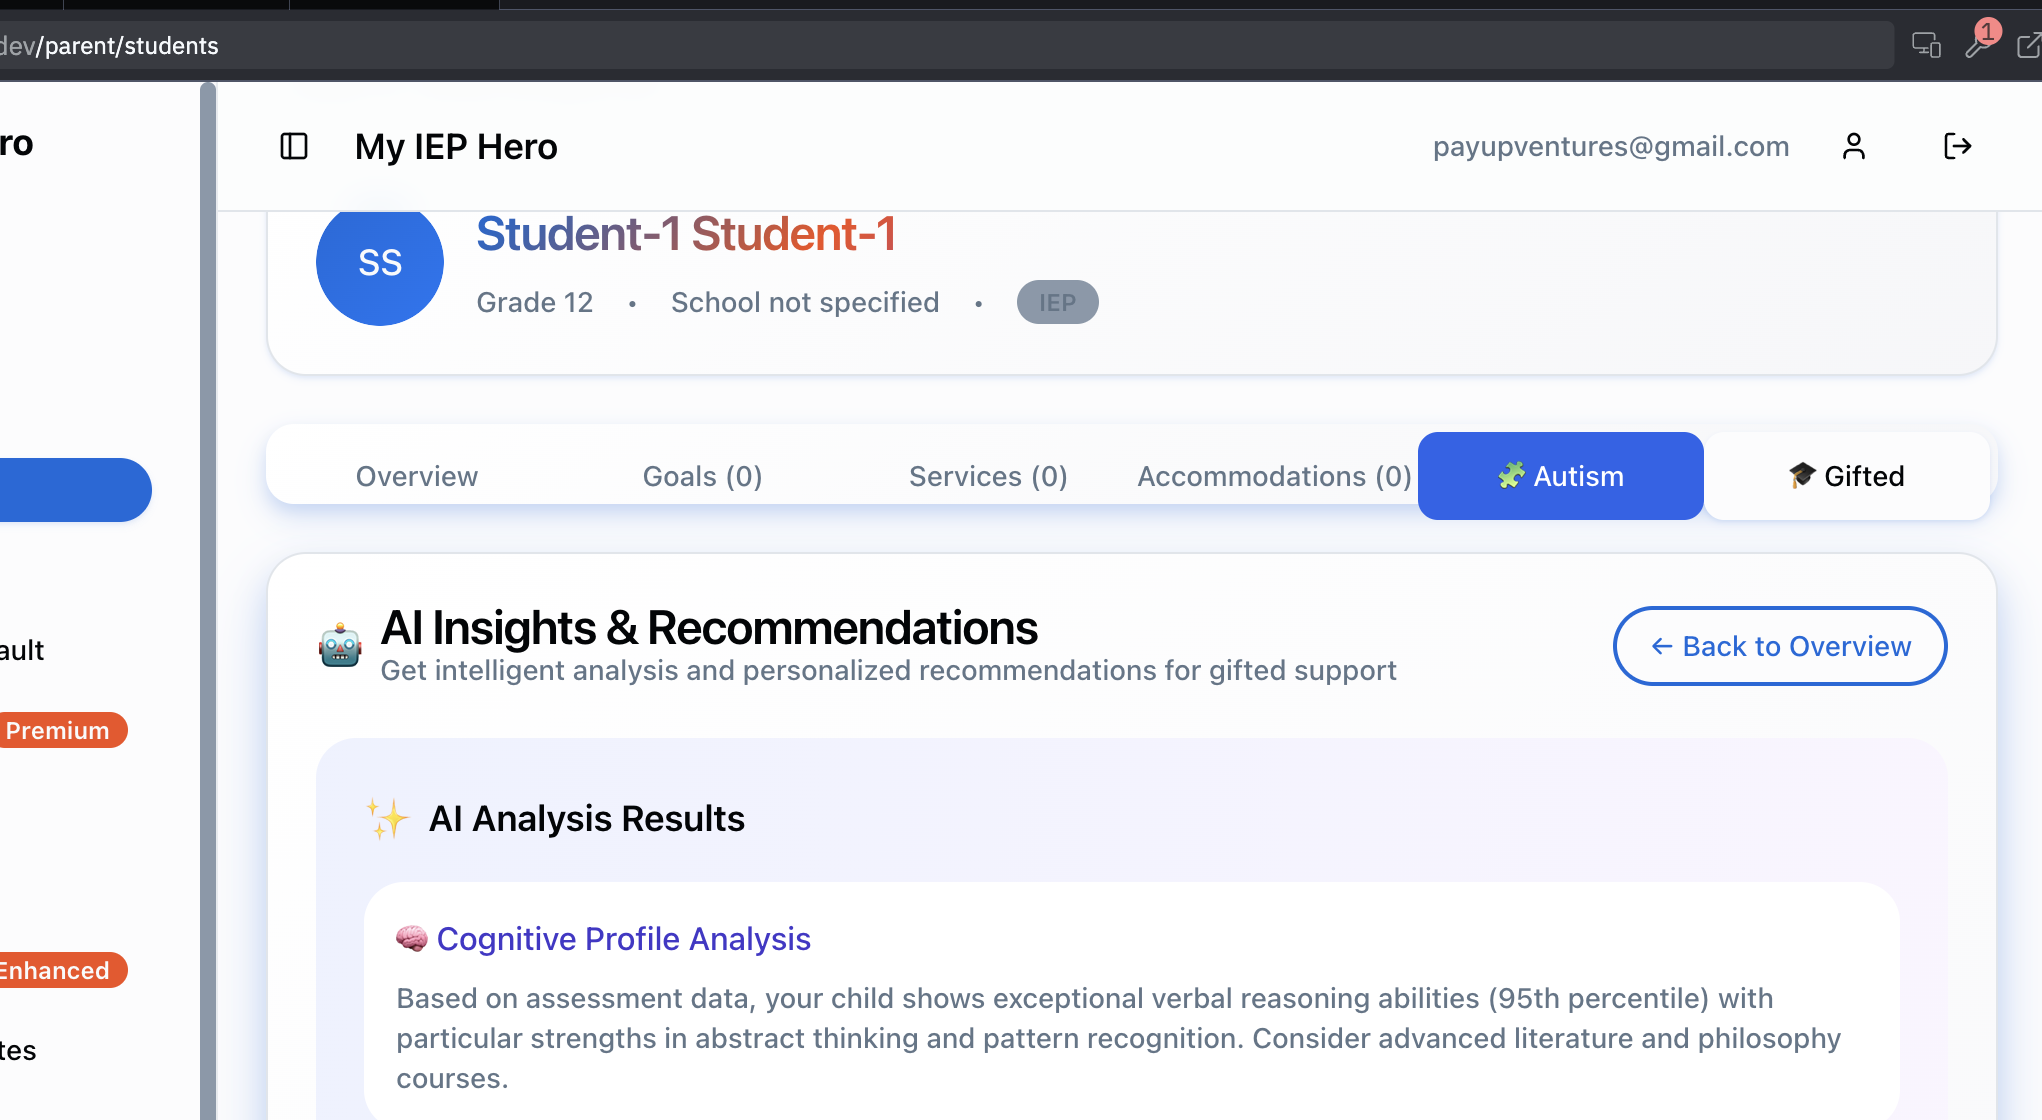 dev/parent/students
1
ro
My IEP Hero
payupventures@gmail.com
SS
Student-1 Student-1
Grade 12 • School not specified • IEP
Overview
Goals (0)
Services (0)
Accommodations (0)
🧩 Autism
🎓 Gifted
🤖 AI Insights & Recommendations
Get intelligent analysis and personalized recommendations for gifted support
← Back to Overview
ault
Premium
Enhanced
tes
✨ AI Analysis Results
🧠 Cognitive Profile Analysis
Based on assessment data, your child shows exceptional verbal reasoning abilities (95th percentile) with
particular strengths in abstract thinking and pattern recognition. Consider advanced literature and philosophy
courses.